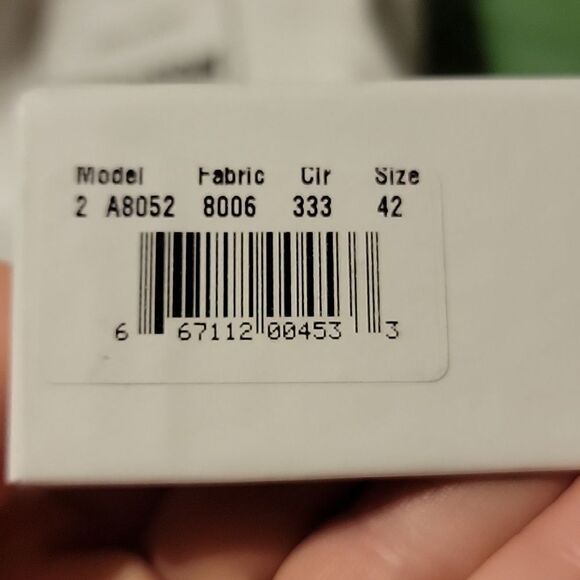 Model Fabric Clr Size
2 A8052 8006 333 42
6 67112 00453 3